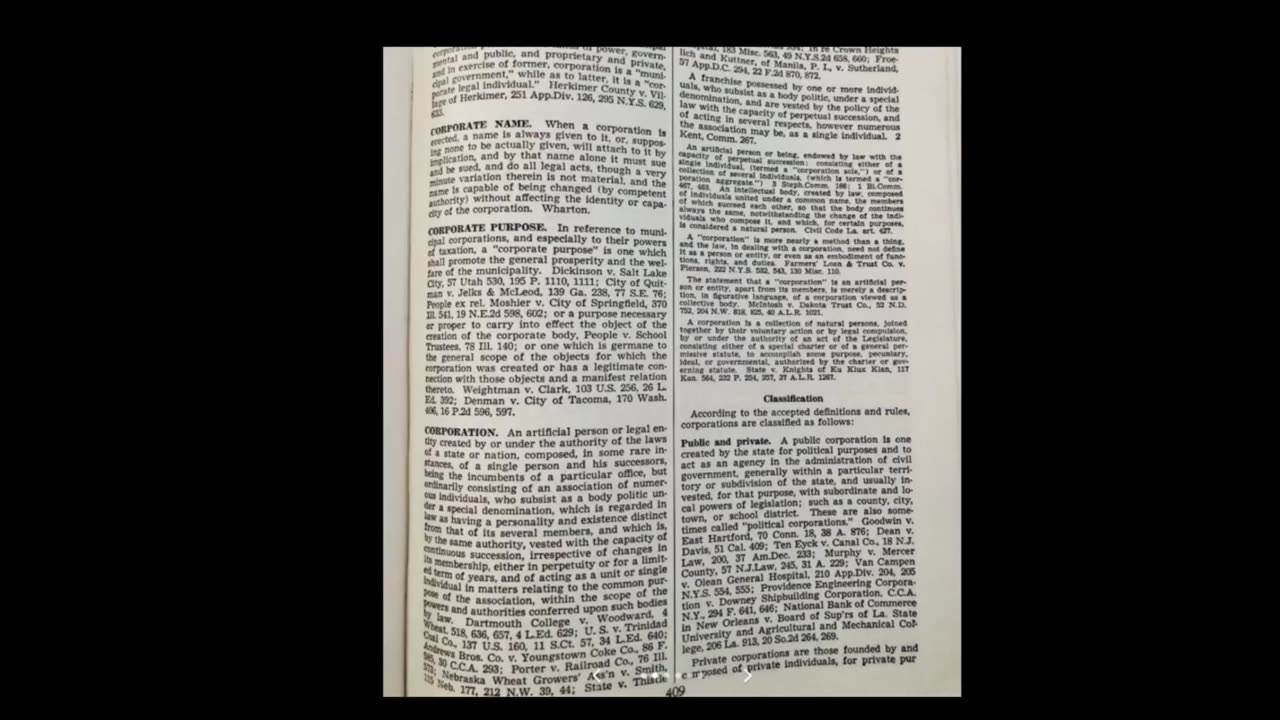 mental and public, and proprietary and private,
and in exercise of former, corporation is a "muni-
cipal government," while as to latter, it is a "cor-
porate legal individual." Herkimer County v. Vil-
lage of Herkimer, 251 App.Div. 126, 295 N.Y.S. 629,
633.
CORPORATE NAME. When a corporation is
erected, a name is always given to it, or, suppos-
ing none to be actually given, will attach to it by
implication, and by that name alone it must sue
and be sued, and do all legal acts, though a very
minute variation therein is not material, and the
name is capable of being changed (by competent
authority) without affecting the identity or capa-
city of the corporation. Wharton.
CORPORATE PURPOSE. In reference to muni-
cipal corporations, and especially to their powers
of taxation, a "corporate purpose" is one which
shall promote the general prosperity and the wel-
fare of the municipality. Dickinson v. Salt Lake
City, 57 Utah 530, 195 P. 1110, 1111; City of Quit-
man v. Jelks & McLeod, 139 Ga. 238, 77 S.E. 76;
People ex rel. Moshier v. City of Springfield, 370
Ill. 541, 19 N.E.2d 598, 602; or a purpose necessary
or proper to carry into effect the object of the
creation of the corporate body, People v. School
Trustees, 78 Ill. 140; or one which is germane to
the general scope of the objects for which the
corporation was created or has a legitimate con-
nection with those objects and a manifest relation
thereto. Weightman v. Clark, 103 U.S. 256, 26 L.
Ed. 392; Denman v. City of Tacoma, 170 Wash.
406, 16 P.2d 596, 597.
CORPORATION. An artificial person or legal en-
tity created by or under the authority of the laws
of a state or nation, composed, in some rare in-
stances, of a single person and his successors,
being the incumbents of a particular office, but
ordinarily consisting of an association of numer-
ous individuals, who subsist as a body politic un-
der a special denomination, which is regarded in
law as having a personality and existence distinct
from that of its several members, and which is,
by the same authority, vested with the capacity of
continuous succession, irrespective of changes in
its membership, either in perpetuity or for a limit-
ed term of years, and of acting as a unit or single
individual in matters relating to the common pur-
pose of the association, within the scope of the
powers and authorities conferred upon such bodies
by law. Dartmouth College v. Woodward, 4
Wheat. 518, 636, 657, 4 L.Ed. 629; U. S. v. Trinidad
Coal Co., 137 U.S. 160, 11 S.Ct. 57, 34 L.Ed. 640;
Andrews Bros. Co. v. Youngstown Coke Co., 86 F.
585, 30 C.C.A. 293; Porter v. Railroad Co., 76 Ill.
573; Nebraska Wheat Growers' Ass'n v. Smith,
115 Neb. 177, 212 N.W. 39, 44; State v. Thistle
183 Misc. 563, 49 N.Y.S.2d 658, 660; Froe-
lich and Kuttner, of Manila, P. I., v. Sutherland,
57 App.D.C. 294, 22 F.2d 870, 872.
A franchise possessed by one or more individ-
uals, who subsist as a body politic, under a special
denomination, and are vested by the policy of the
law with the capacity of perpetual succession, and
of acting in several respects, however numerous
the association may be, as a single individual. 2
Kent, Comm. 267.
An artificial person or being, endowed by law with the
capacity of perpetual succession; consisting either of a
single individual, (termed a "corporation sole,") or of a
collection of several individuals, (which is termed a "cor-
poration aggregate.") 3 Steph.Comm. 166; 1 Bl.Comm.
467, 469. An intellectual body, created by law, composed
of individuals united under a common name, the members
of which succeed each other, so that the body continues
always the same, notwithstanding the change of the indi-
viduals who compose it, and which, for certain purposes,
is considered a natural person. Civil Code La. art. 427.
A "corporation" is more nearly a method than a thing,
and the law, in dealing with a corporation, need not define
it as a person or entity, or even as an embodiment of func-
tions, rights, and duties. Farmers' Loan & Trust Co. v.
Pierson, 222 N.Y.S. 532, 543, 130 Misc. 110.
The statement that a "corporation" is an artificial per-
son or entity, apart from its members, is merely a descrip-
tion, in figurative language, of a corporation viewed as a
collective body. McIntosh v. Dakota Trust Co., 52 N.D.
752, 204 N.W. 818, 825, 40 A.L.R. 1021.
A corporation is a collection of natural persons, joined
together by their voluntary action or by legal compulsion,
by or under the authority of an act of the Legislature,
consisting either of a special charter or of a general per-
missive statute, to accomplish some purpose, pecuniary,
ideal, or governmental, authorized by the charter or gov-
erning statute. State v. Knights of Ku Klux Klan, 117
Kan. 564, 232 P. 254, 257, 37 A.L.R. 1267.
Classification
According to the accepted definitions and rules,
corporations are classified as follows:
Public and private. A public corporation is one
created by the state for political purposes and to
act as an agency in the administration of civil
government, generally within a particular terri-
tory or subdivision of the state, and usually in-
vested, for that purpose, with subordinate and lo-
cal powers of legislation; such as a county, city,
town, or school district. These are also some-
times called "political corporations." Goodwin v.
East Hartford, 70 Conn. 18, 38 A. 876; Dean v.
Davis, 51 Cal. 409; Ten Eyck v. Canal Co., 18 N.J.
Law, 200, 37 Am.Dec. 233; Murphy v. Mercer
County, 57 N.J.Law, 245, 31 A. 229; Van Campen
v. Olean General Hospital, 210 App.Div. 204, 205
N.Y.S. 554, 555; Providence Engineering Corpora-
tion v. Downey Shipbuilding Corporation, C.C.A.
N.Y., 294 F. 641, 646; National Bank of Commerce
in New Orleans v. Board of Sup'rs of La. State
University and Agricultural and Mechanical Col-
lege, 206 La. 913, 20 So.2d 264, 269.
Private corporations are those founded by and
composed of private individuals, for private pur
409